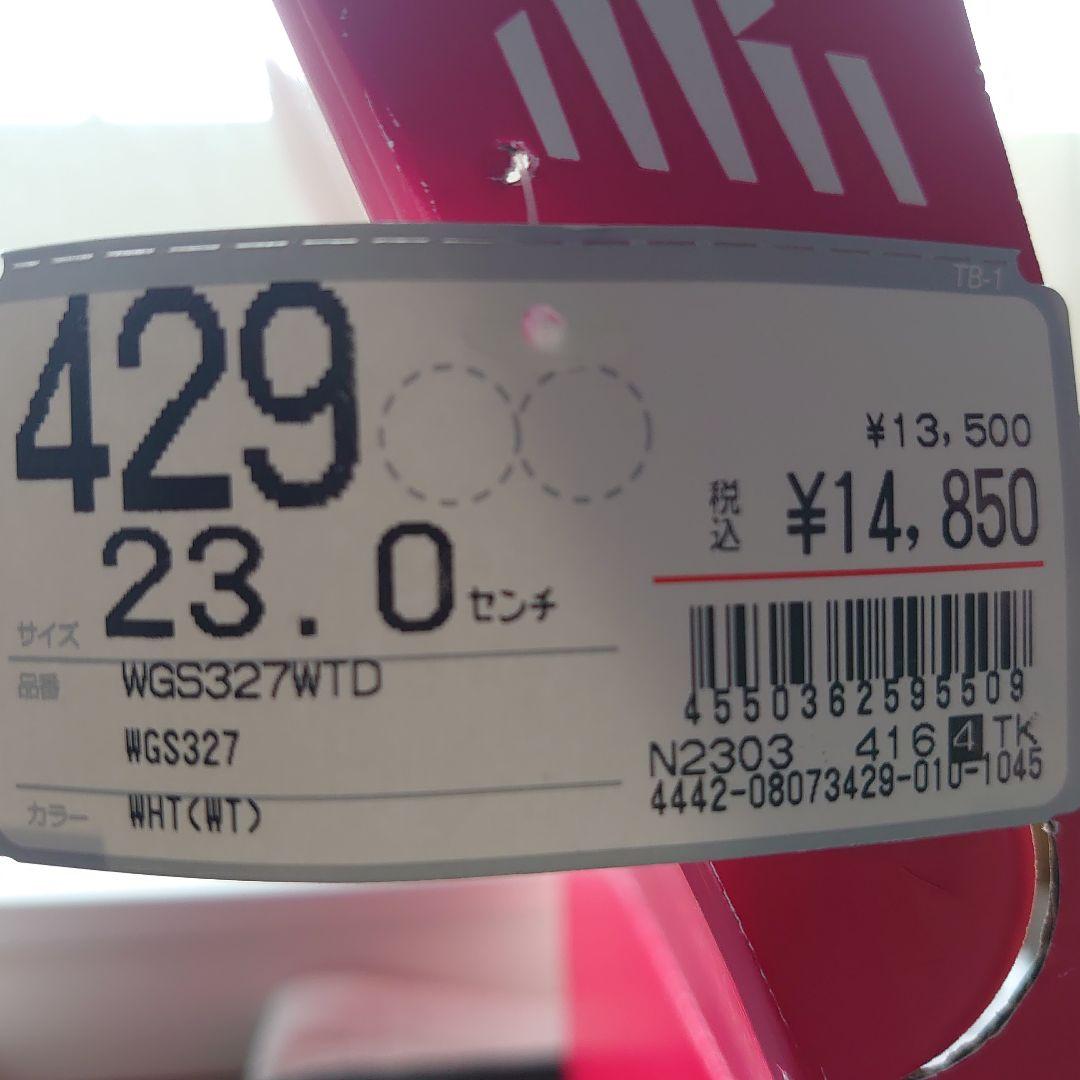 TB-1
429
¥13,500
税込 ¥14,850
サイズ 23.0センチ
品番 WGS327WTD
WGS327
カラー WHT(WT)
4550362595509
N2303 416 4 TK
4442-08073429-010-1045